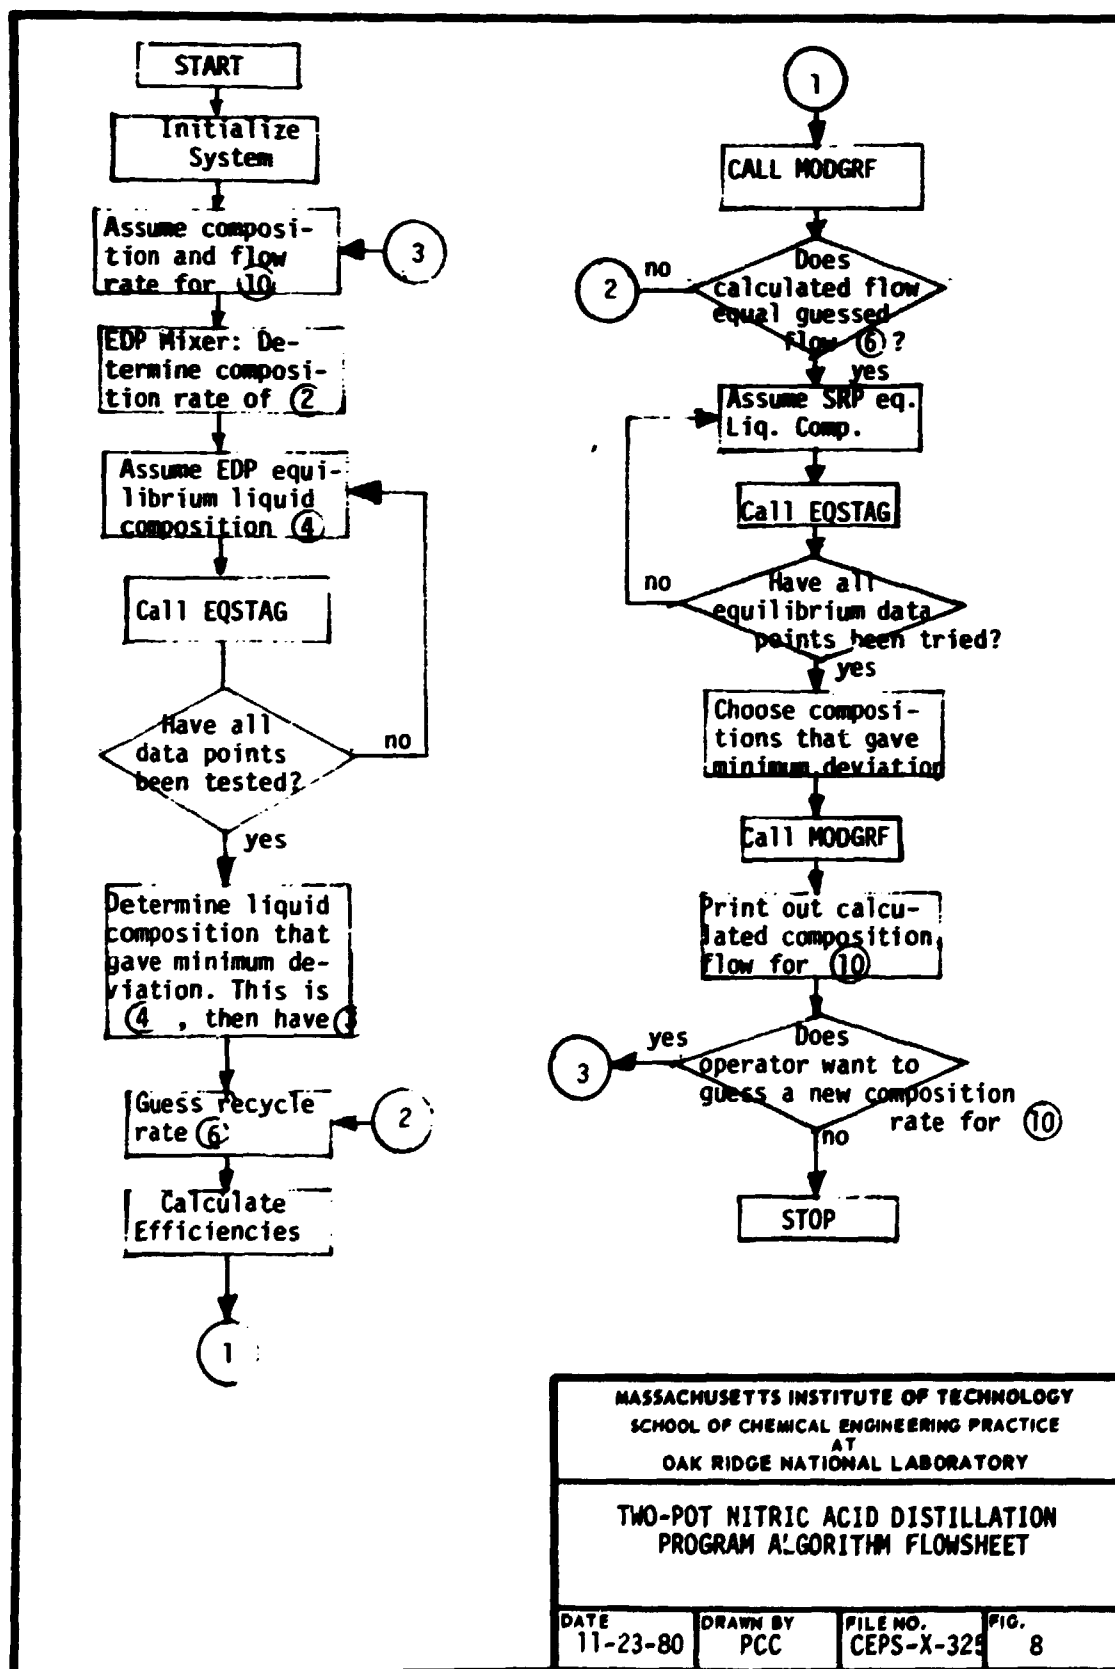 START
Initialize
System
Assume composi-
tion and flow
rate for 10
3
EDP Mixer: De-
termine composi-
tion rate of 2
Assume EDP equi-
librium liquid
composition 4
Call EQSTAG
Have all
data points
been tested?
no
yes
Determine liquid
composition that
gave minimum de-
viation. This is
4 , then have 3
Guess recycle
rate 6
2
Calculate
Efficiencies
1
1
CALL MODGRF
Does
calculated flow
equal guessed
flow 6 ?
no
2
yes
Assume SRP eq.
Liq. Comp.
Call EQSTAG
Have all
equilibrium data
points been tried?
no
yes
Choose composi-
tions that gave
minimum deviation
Call MODGRF
Print out calcu-
lated composition,
flow for 10
Does
operator want to
guess a new composition
rate for 10
yes
3
no
STOP
MASSACHUSETTS INSTITUTE OF TECHNOLOGY
SCHOOL OF CHEMICAL ENGINEERING PRACTICE
AT
OAK RIDGE NATIONAL LABORATORY
TWO-POT NITRIC ACID DISTILLATION
PROGRAM ALGORITHM FLOWSHEET
DATE
11-23-80
DRAWN BY
PCC
FILE NO.
CEPS-X-325
FIG.
8